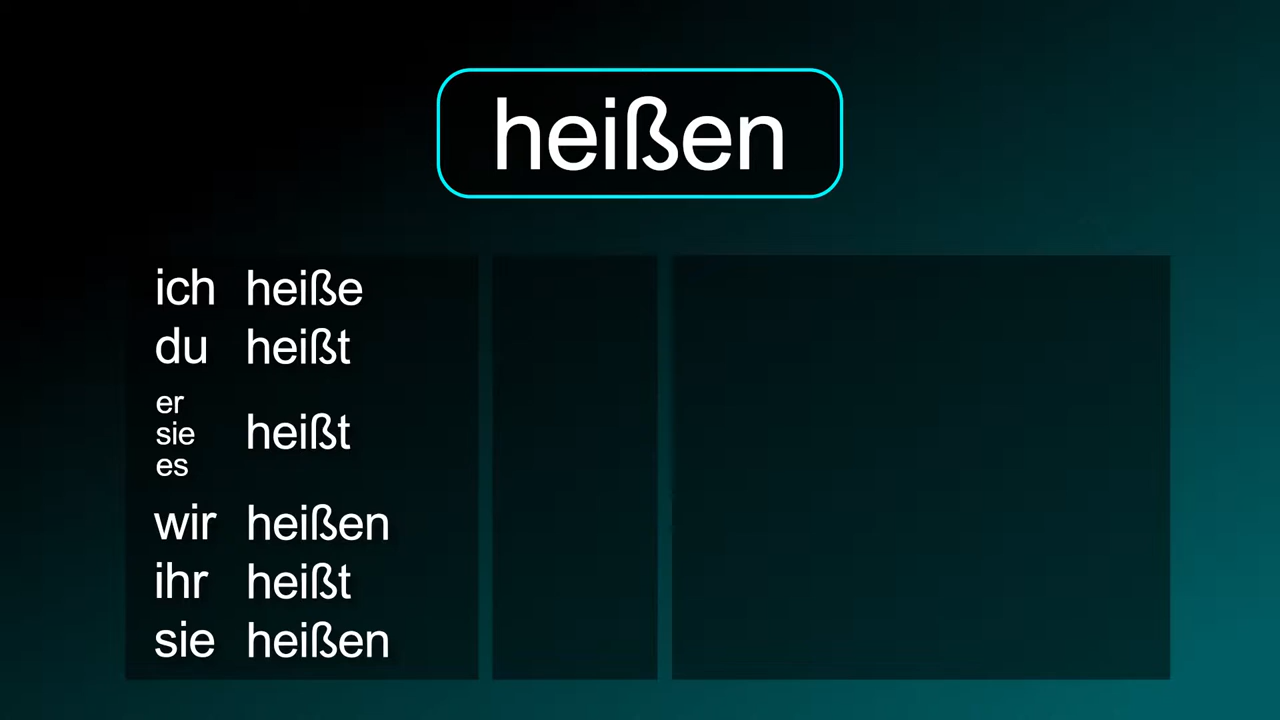 heißen
ich heiße
du heißt
er
sie heißt
es
wir heißen
ihr heißt
sie heißen